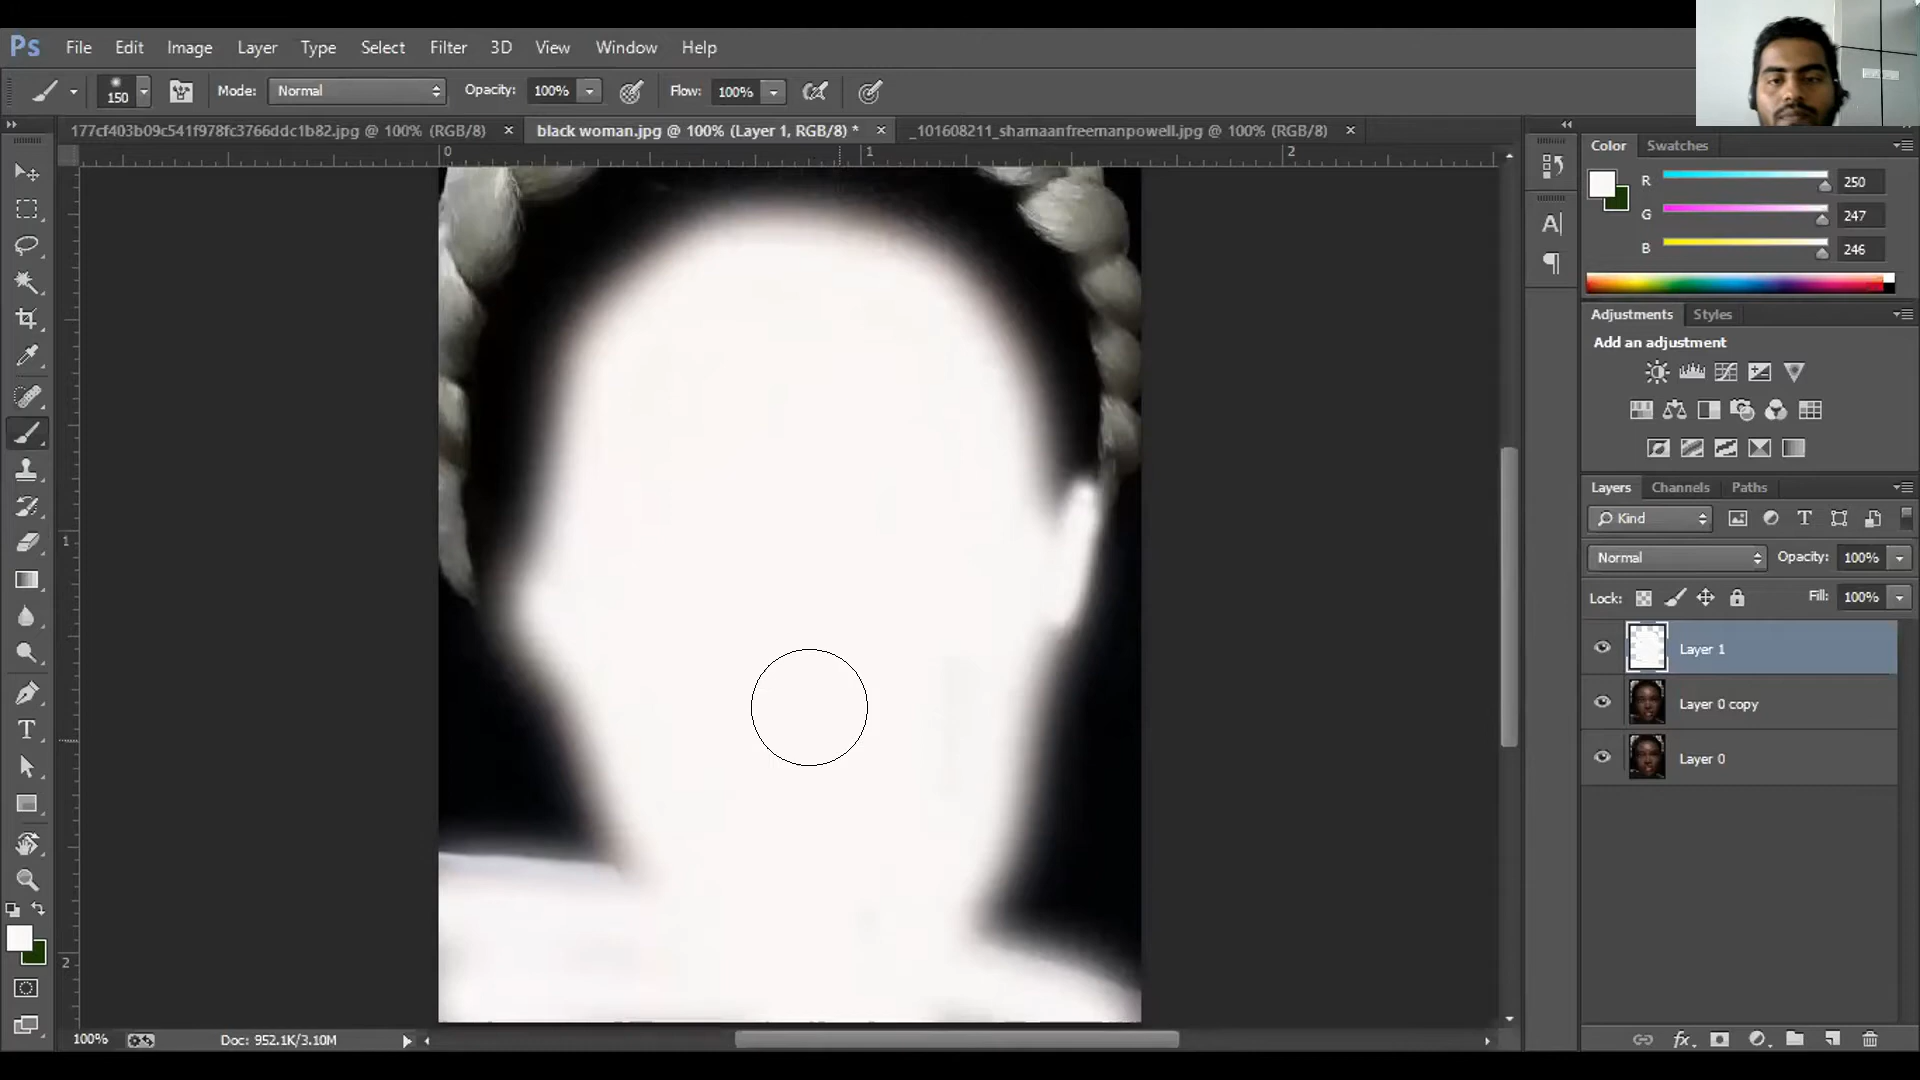 Ps File Edit Image Layer Type Select Filter 3D View Window Help
150 Mode: Normal Opacity: 100% Flow: 100%
177cf403b09c541f978fc3766ddc1b82.jpg @ 100% (RGB/8) × black woman.jpg @ 100% (Layer 1, RGB/8) * × _101608211_shamaanfreemanpowell.jpg @ 100% (RGB/8) ×
0 1 2
1
2
Color Swatches
R 250
G 247
B 246
Adjustments Styles
Add an adjustment
Layers Channels Paths
Kind
Normal Opacity: 100%
Lock: Fill: 100%
Layer 1
Layer 0 copy
Layer 0
100% Doc: 952.1K/3.10M